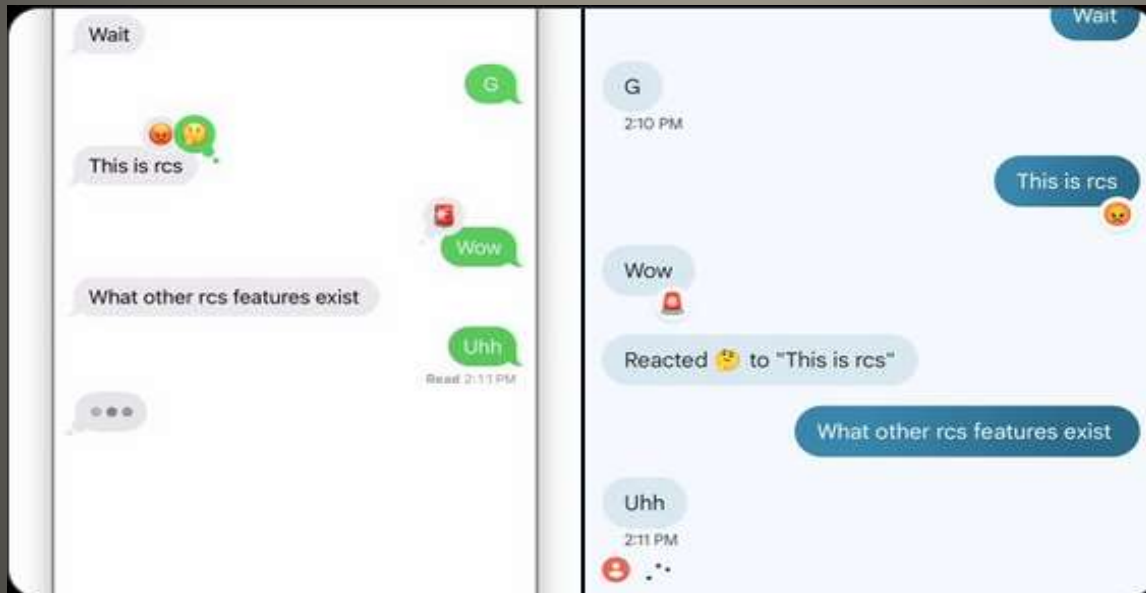 Wait
G
This is rcs
Wow
What other rcs features exist
Uhh
Read 2:11 PM
Wait
G
2:10 PM
This is rcs
Wow
Reacted 🤔 to "This is rcs"
What other rcs features exist
Uhh
2:11 PM